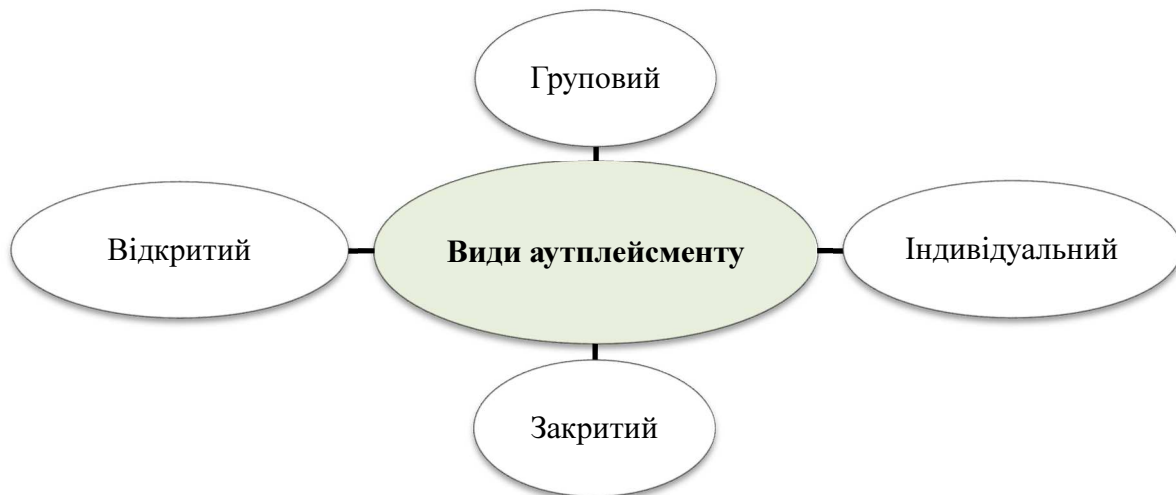 Груповий
Відкритий
Види аутплейсменту
Індивідуальний
Закритий